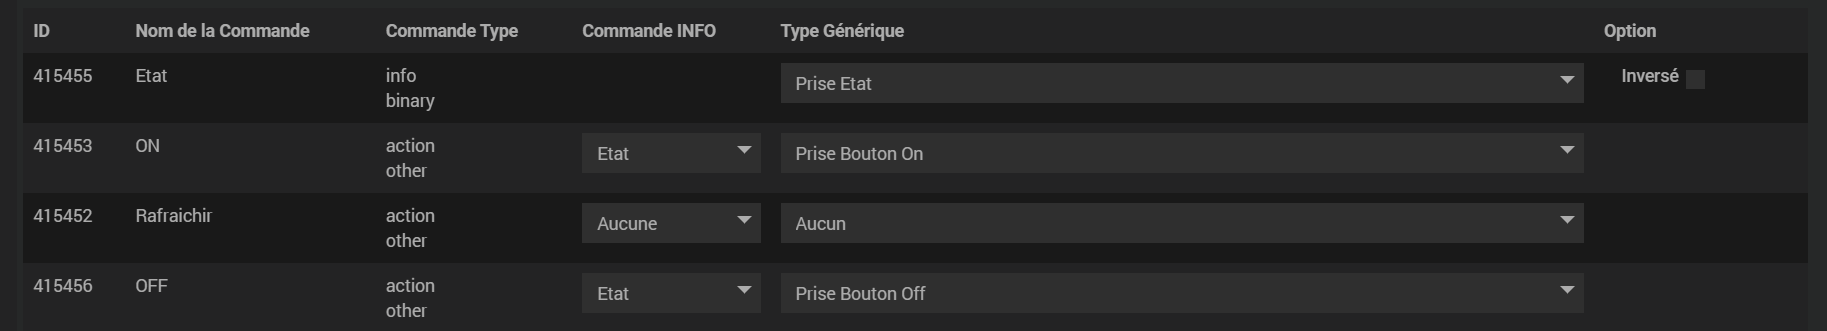 ID Nom de la Commande Commande Type Commande INFO Type Générique Option
415455 Etat info Prise Etat Inversé
binary
415453 ON action Etat Prise Bouton On
other
415452 Rafraichir action Aucune Aucun
other
415456 OFF action Etat Prise Bouton Off
other